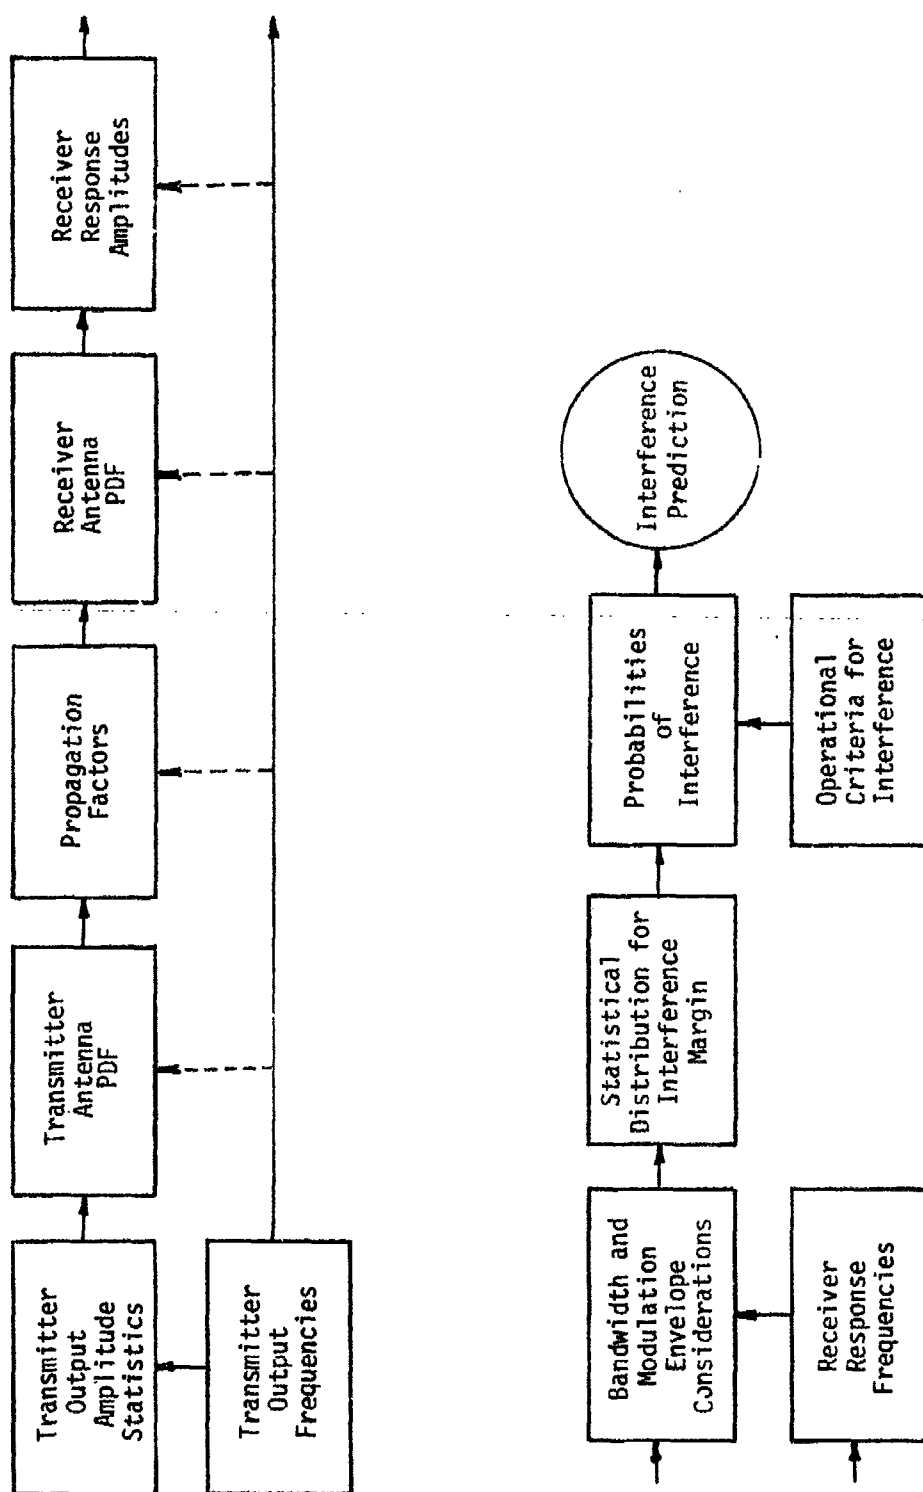 Transmitter
Output
Amplitude
Statistics
Transmitter
Antenna
PDF
Propagation
Factors
Receiver
Antenna
PDF
Receiver
Response
Amplitudes
Transmitter
Output
Frequencies
Bandwidth and
Modulation
Envelope
Considerations
Statistical
Distribution for
Interference
Margin
Probabilities
of
Interference
Interference
Prediction
Receiver
Response
Frequencies
Operational
Criteria for
Interference